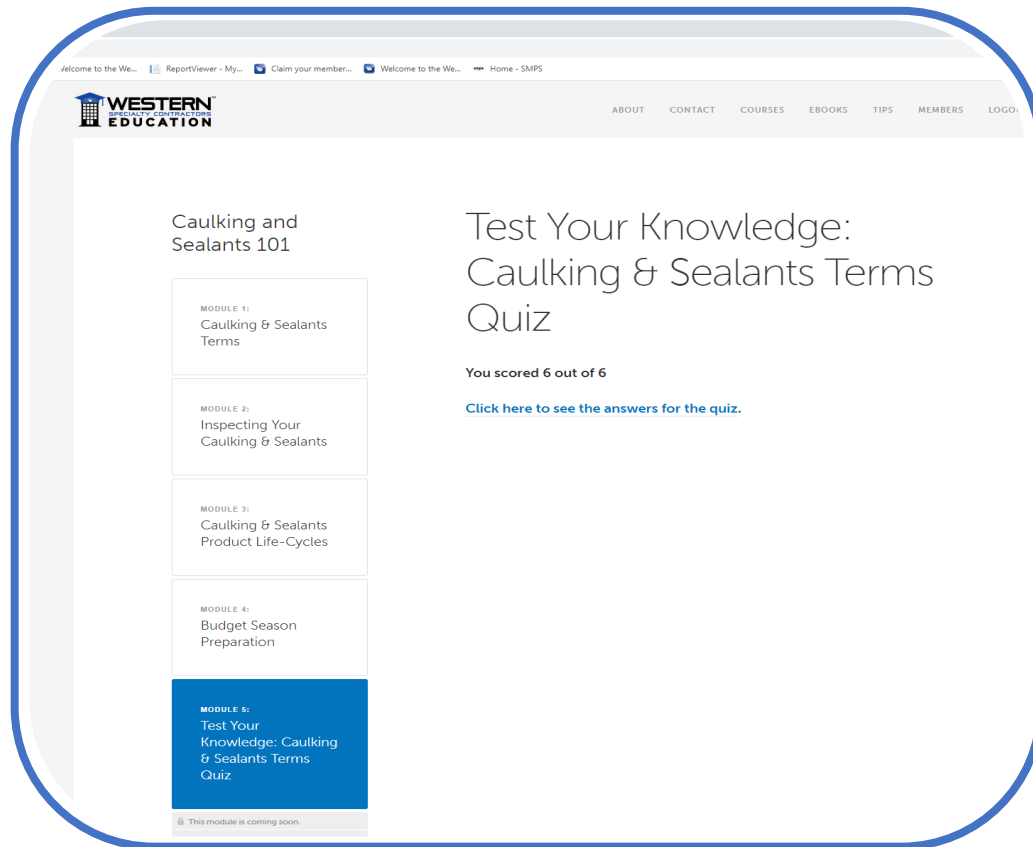 Welcome to the We... ReportViewer - My... Claim your member... Welcome to the We... Home - SMPS
WESTERN™
SPECIALTY CONTRACTORS
EDUCATION
ABOUT CONTACT COURSES EBOOKS TIPS MEMBERS
Caulking and
Sealants 101
MODULE 1:
Caulking & Sealants
Terms
MODULE 2:
Inspecting Your
Caulking & Sealants
MODULE 3:
Caulking & Sealants
Product Life-Cycles
MODULE 4:
Budget Season
Preparation
MODULE 5:
Test Your
Knowledge: Caulking
& Sealants Terms
Quiz
This module is coming soon.
Test Your Knowledge:
Caulking & Sealants Terms
Quiz
You scored 6 out of 6
Click here to see the answers for the quiz.